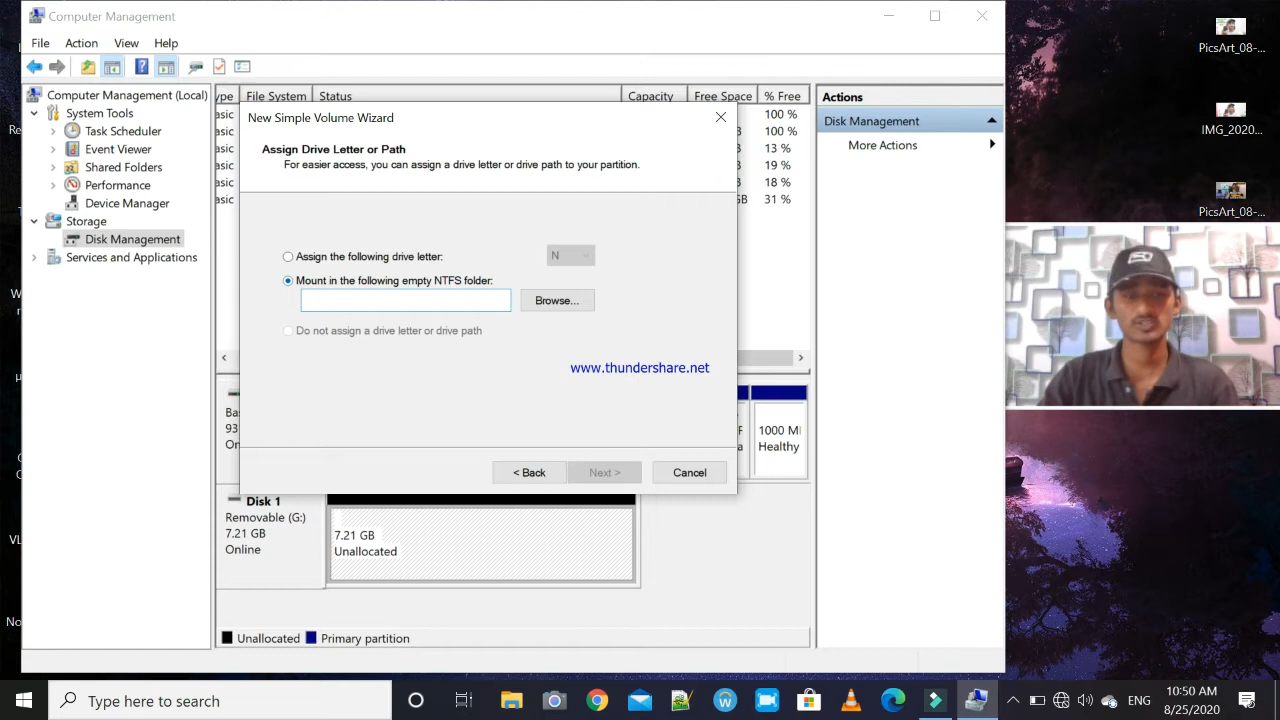 Computer Management
File Action View Help
Computer Management (Local)
System Tools
Task Scheduler
Event Viewer
Shared Folders
Performance
Device Manager
Storage
Disk Management
Services and Applications
ype File System Status Capacity Free Space % Free
asic 100 %
asic 100 %
asic 13 %
asic 19 %
asic 18 %
asic GB 31 %
New Simple Volume Wizard
Assign Drive Letter or Path
For easier access, you can assign a drive letter or drive path to your partition.
Assign the following drive letter: N
Mount in the following empty NTFS folder:
Browse...
Do not assign a drive letter or drive path
www.thundershare.net
< Back Next > Cancel
Ba
93
On
1000 MI
Healthy
Disk 1
Removable (G:)
7.21 GB
Online
7.21 GB
Unallocated
Unallocated Primary partition
Actions
Disk Management
More Actions
PicsArt_08-...
IMG_2020...
PicsArt_08-...
Type here to search
ENG
10:50 AM
8/25/2020